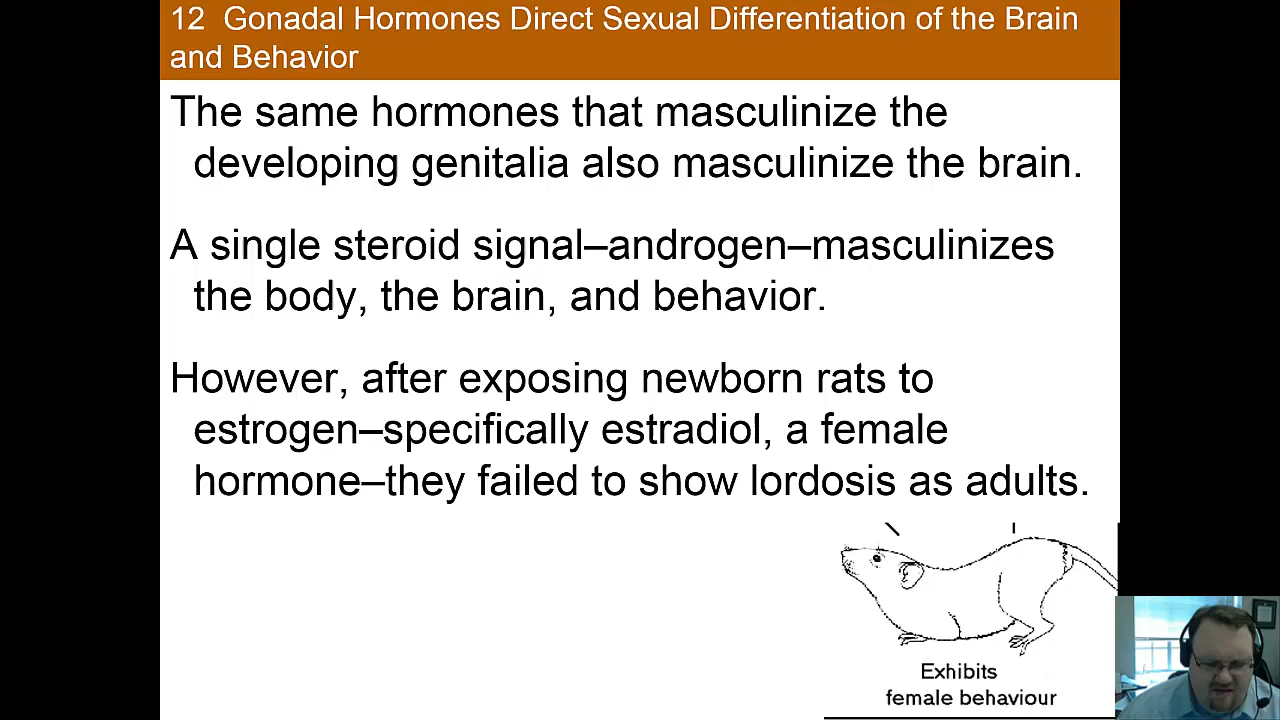 12  Gonadal Hormones Direct Sexual Differentiation of the Brain
and Behavior
The same hormones that masculinize the
developing genitalia also masculinize the brain.
A single steroid signal–androgen–masculinizes
the body, the brain, and behavior.
However, after exposing newborn rats to
estrogen–specifically estradiol, a female
hormone–they failed to show lordosis as adults.
Exhibits
female behaviour